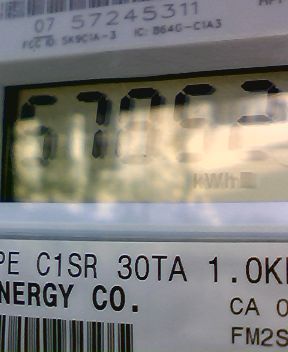 07 57245311
FCC ID: SK9C1A-3 IC: 864G-C1A3
67052
kWh
PE C1SR 30TA 1.0K
NERGY CO.
CA 0
FM2S